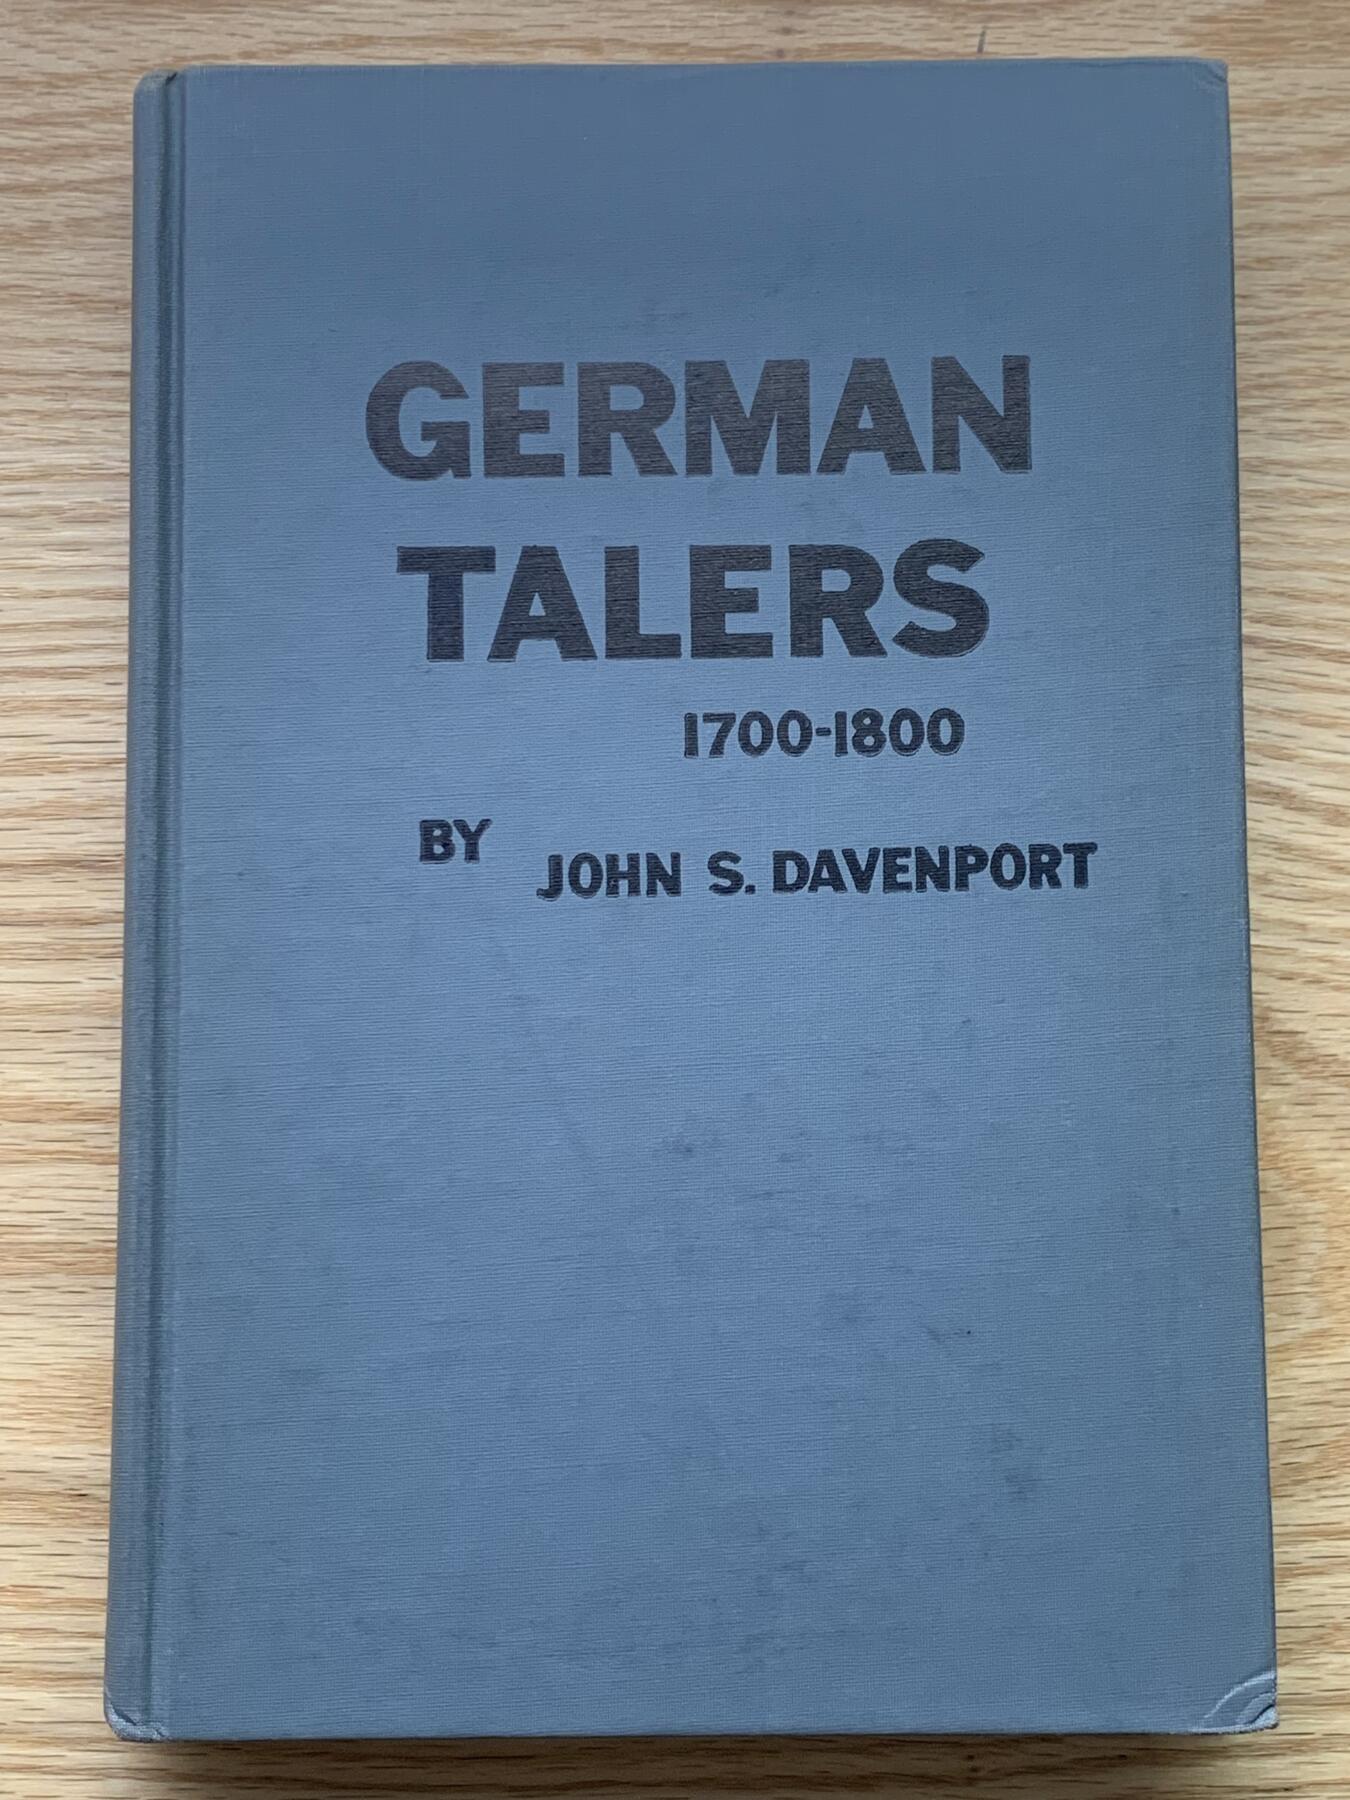 GERMAN
TALERS
1700-1800
BY JOHN S. DAVENPORT